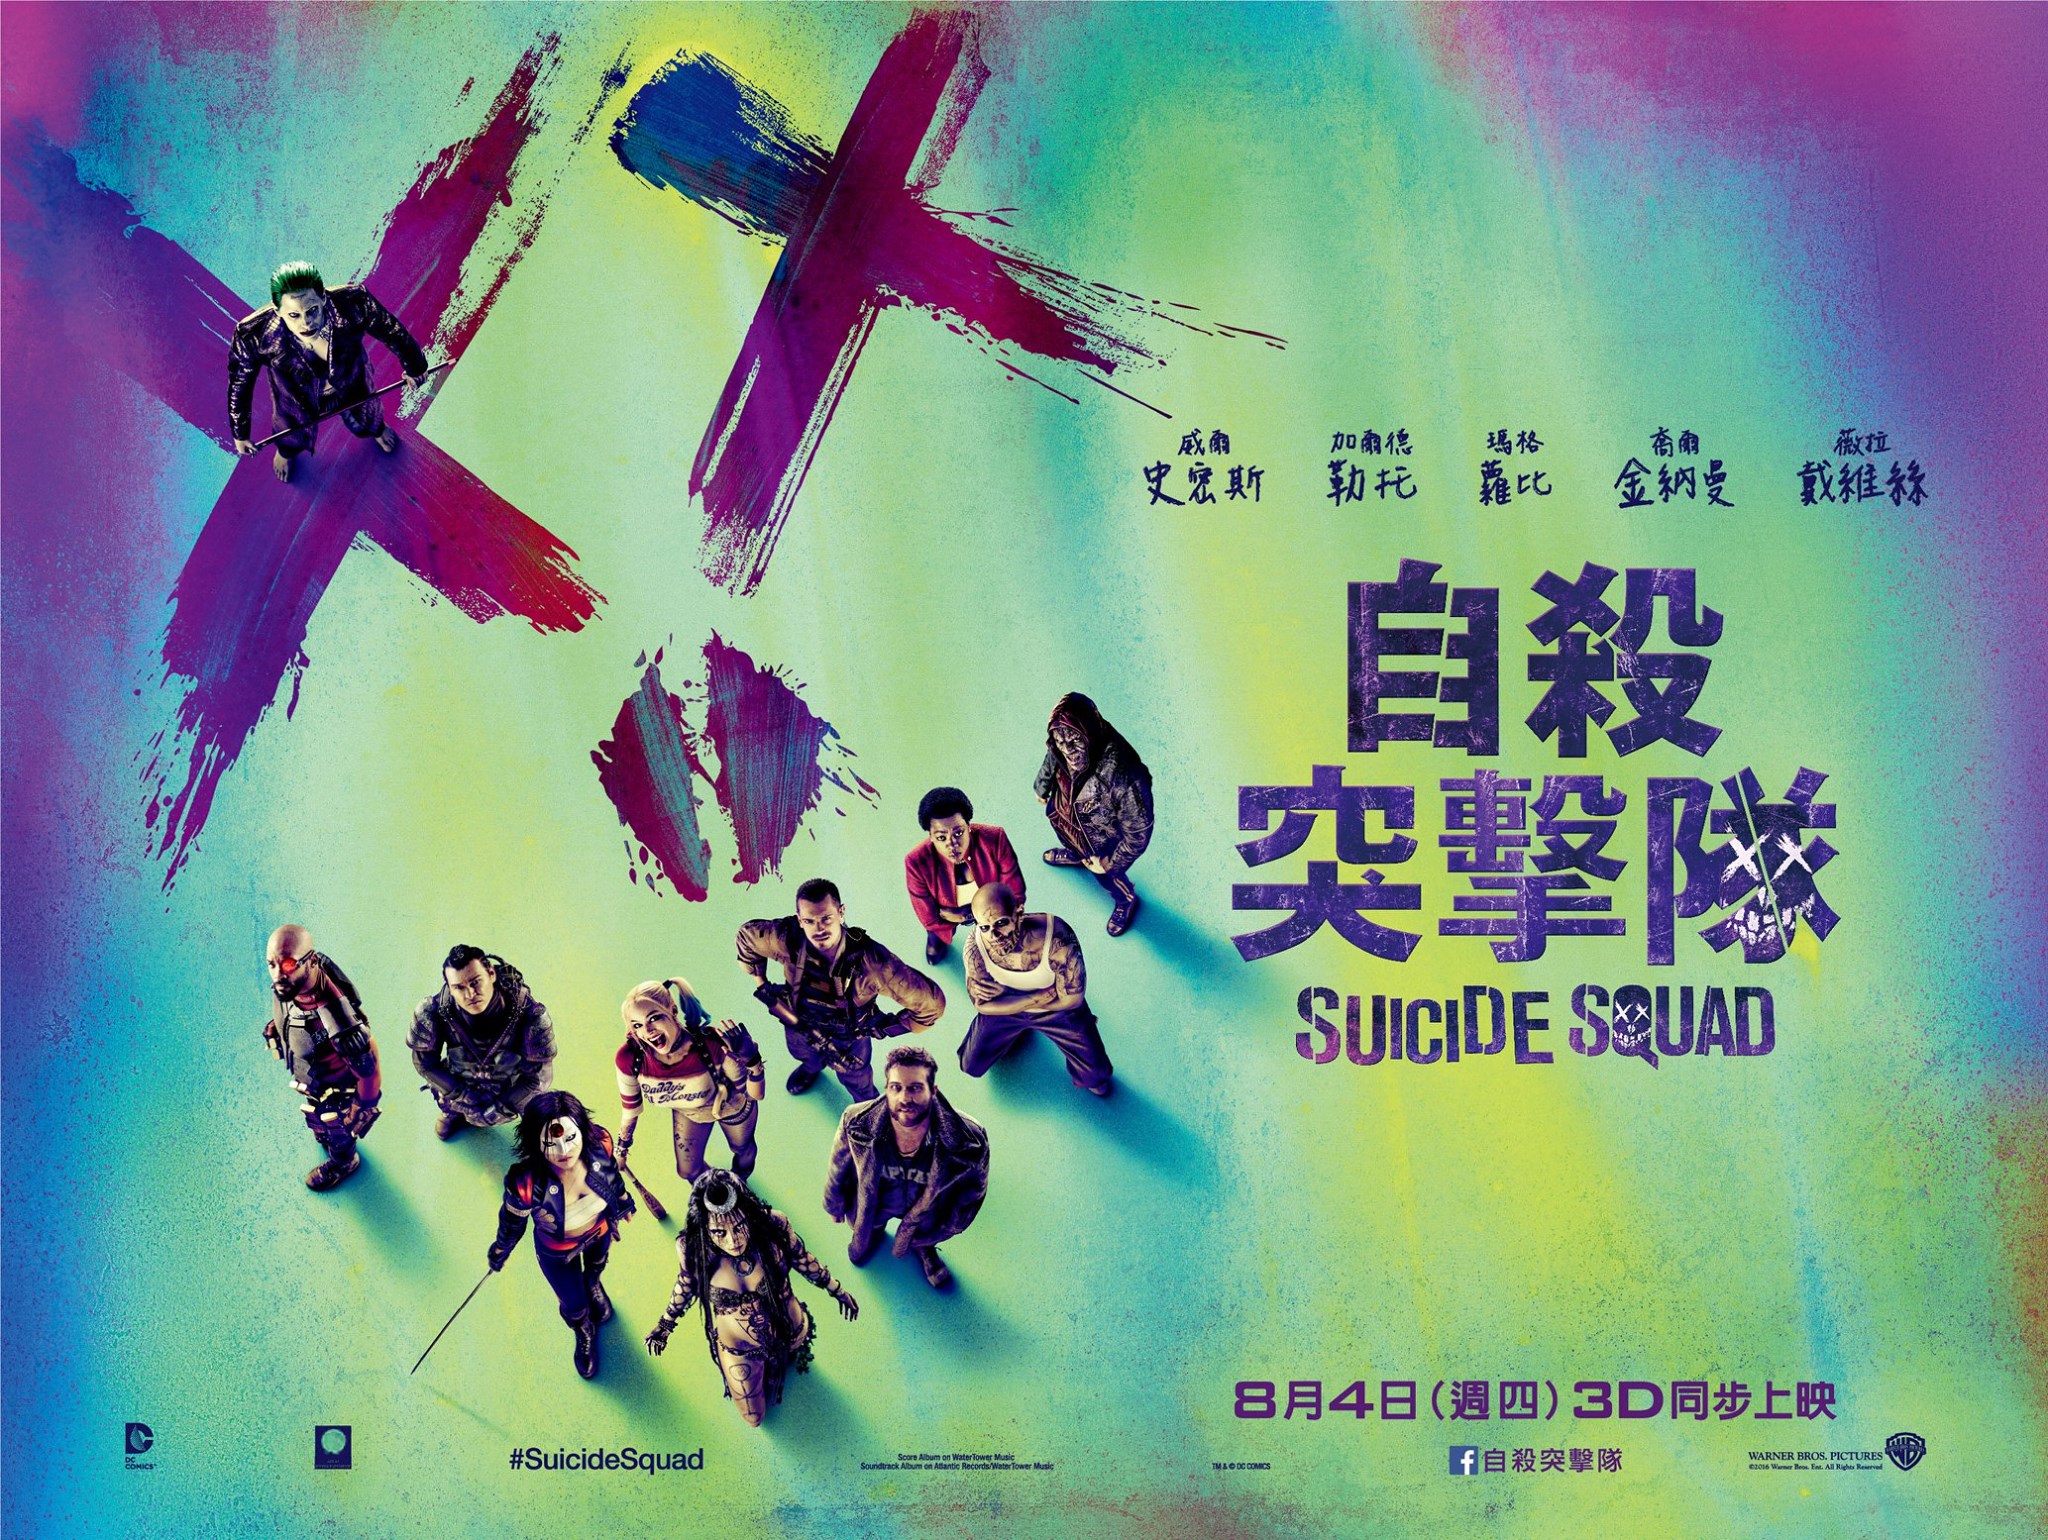 威爾 加爾德 瑪格 喬爾 薇拉
史密斯 勒托 蘿比 金納曼 戴維絲
自殺
突擊隊
SUICIDE SQUAD
Daddy's
8月4日(週四)3D同步上映
DC
COMICS™
#SuicideSquad
Score Album on WaterTower Music
Soundtrack Album on Atlantic Records/WaterTower Music
TM & © DC COMICS
自殺突擊隊
WARNER BROS. PICTURES
©2016 Warner Bros. Ent. All Rights Reserved